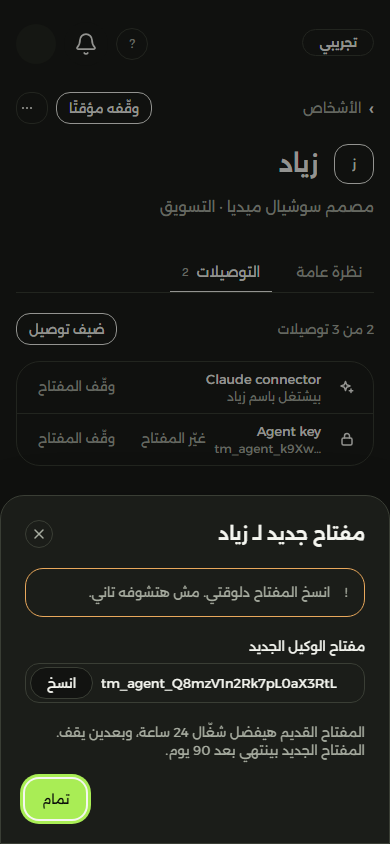 تجريبي
?
‹ الأشخاص
وقّفه مؤقتًا
...
ز
زياد
مصمم سوشيال ميديا · التسويق
نظرة عامة
التوصيلات 2
2 من 3 توصيلات
ضيف توصيل
Claude connector
بيشتغل باسم زياد
وقّف المفتاح
Agent key
tm_agent_k9Xw...
غيّر المفتاح
وقّف المفتاح
مفتاح جديد لـ زياد
! انسخ المفتاح دلوقتي. مش هتشوفه تاني.
مفتاح الوكيل الجديد
tm_agent_Q8mzV1n2Rk7pL0aX3RtL
انسخ
المفتاح القديم هيفضل شغّال 24 ساعة، وبعدين يقف.
المفتاح الجديد بينتهي بعد 90 يوم.
تمام